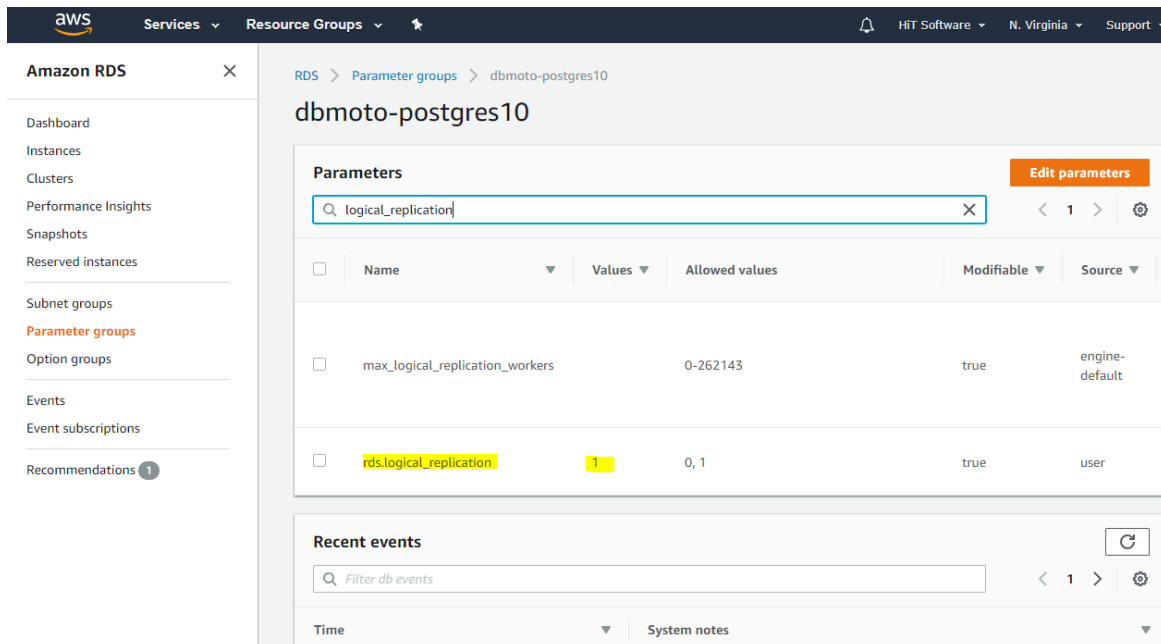 aws Services Resource Groups HiT Software N. Virginia Support
Amazon RDS
Dashboard
Instances
Clusters
Performance Insights
Snapshots
Reserved instances
Subnet groups
Parameter groups
Option groups
Events
Event subscriptions
Recommendations 1
RDS > Parameter groups > dbmoto-postgres10
dbmoto-postgres10
Parameters
Edit parameters
logical_replication
1
Name Values Allowed values Modifiable Source
max_logical_replication_workers 0-262143 true engine-
default
rds.logical_replication 1 0, 1 true user
Recent events
Filter db events
1
Time System notes